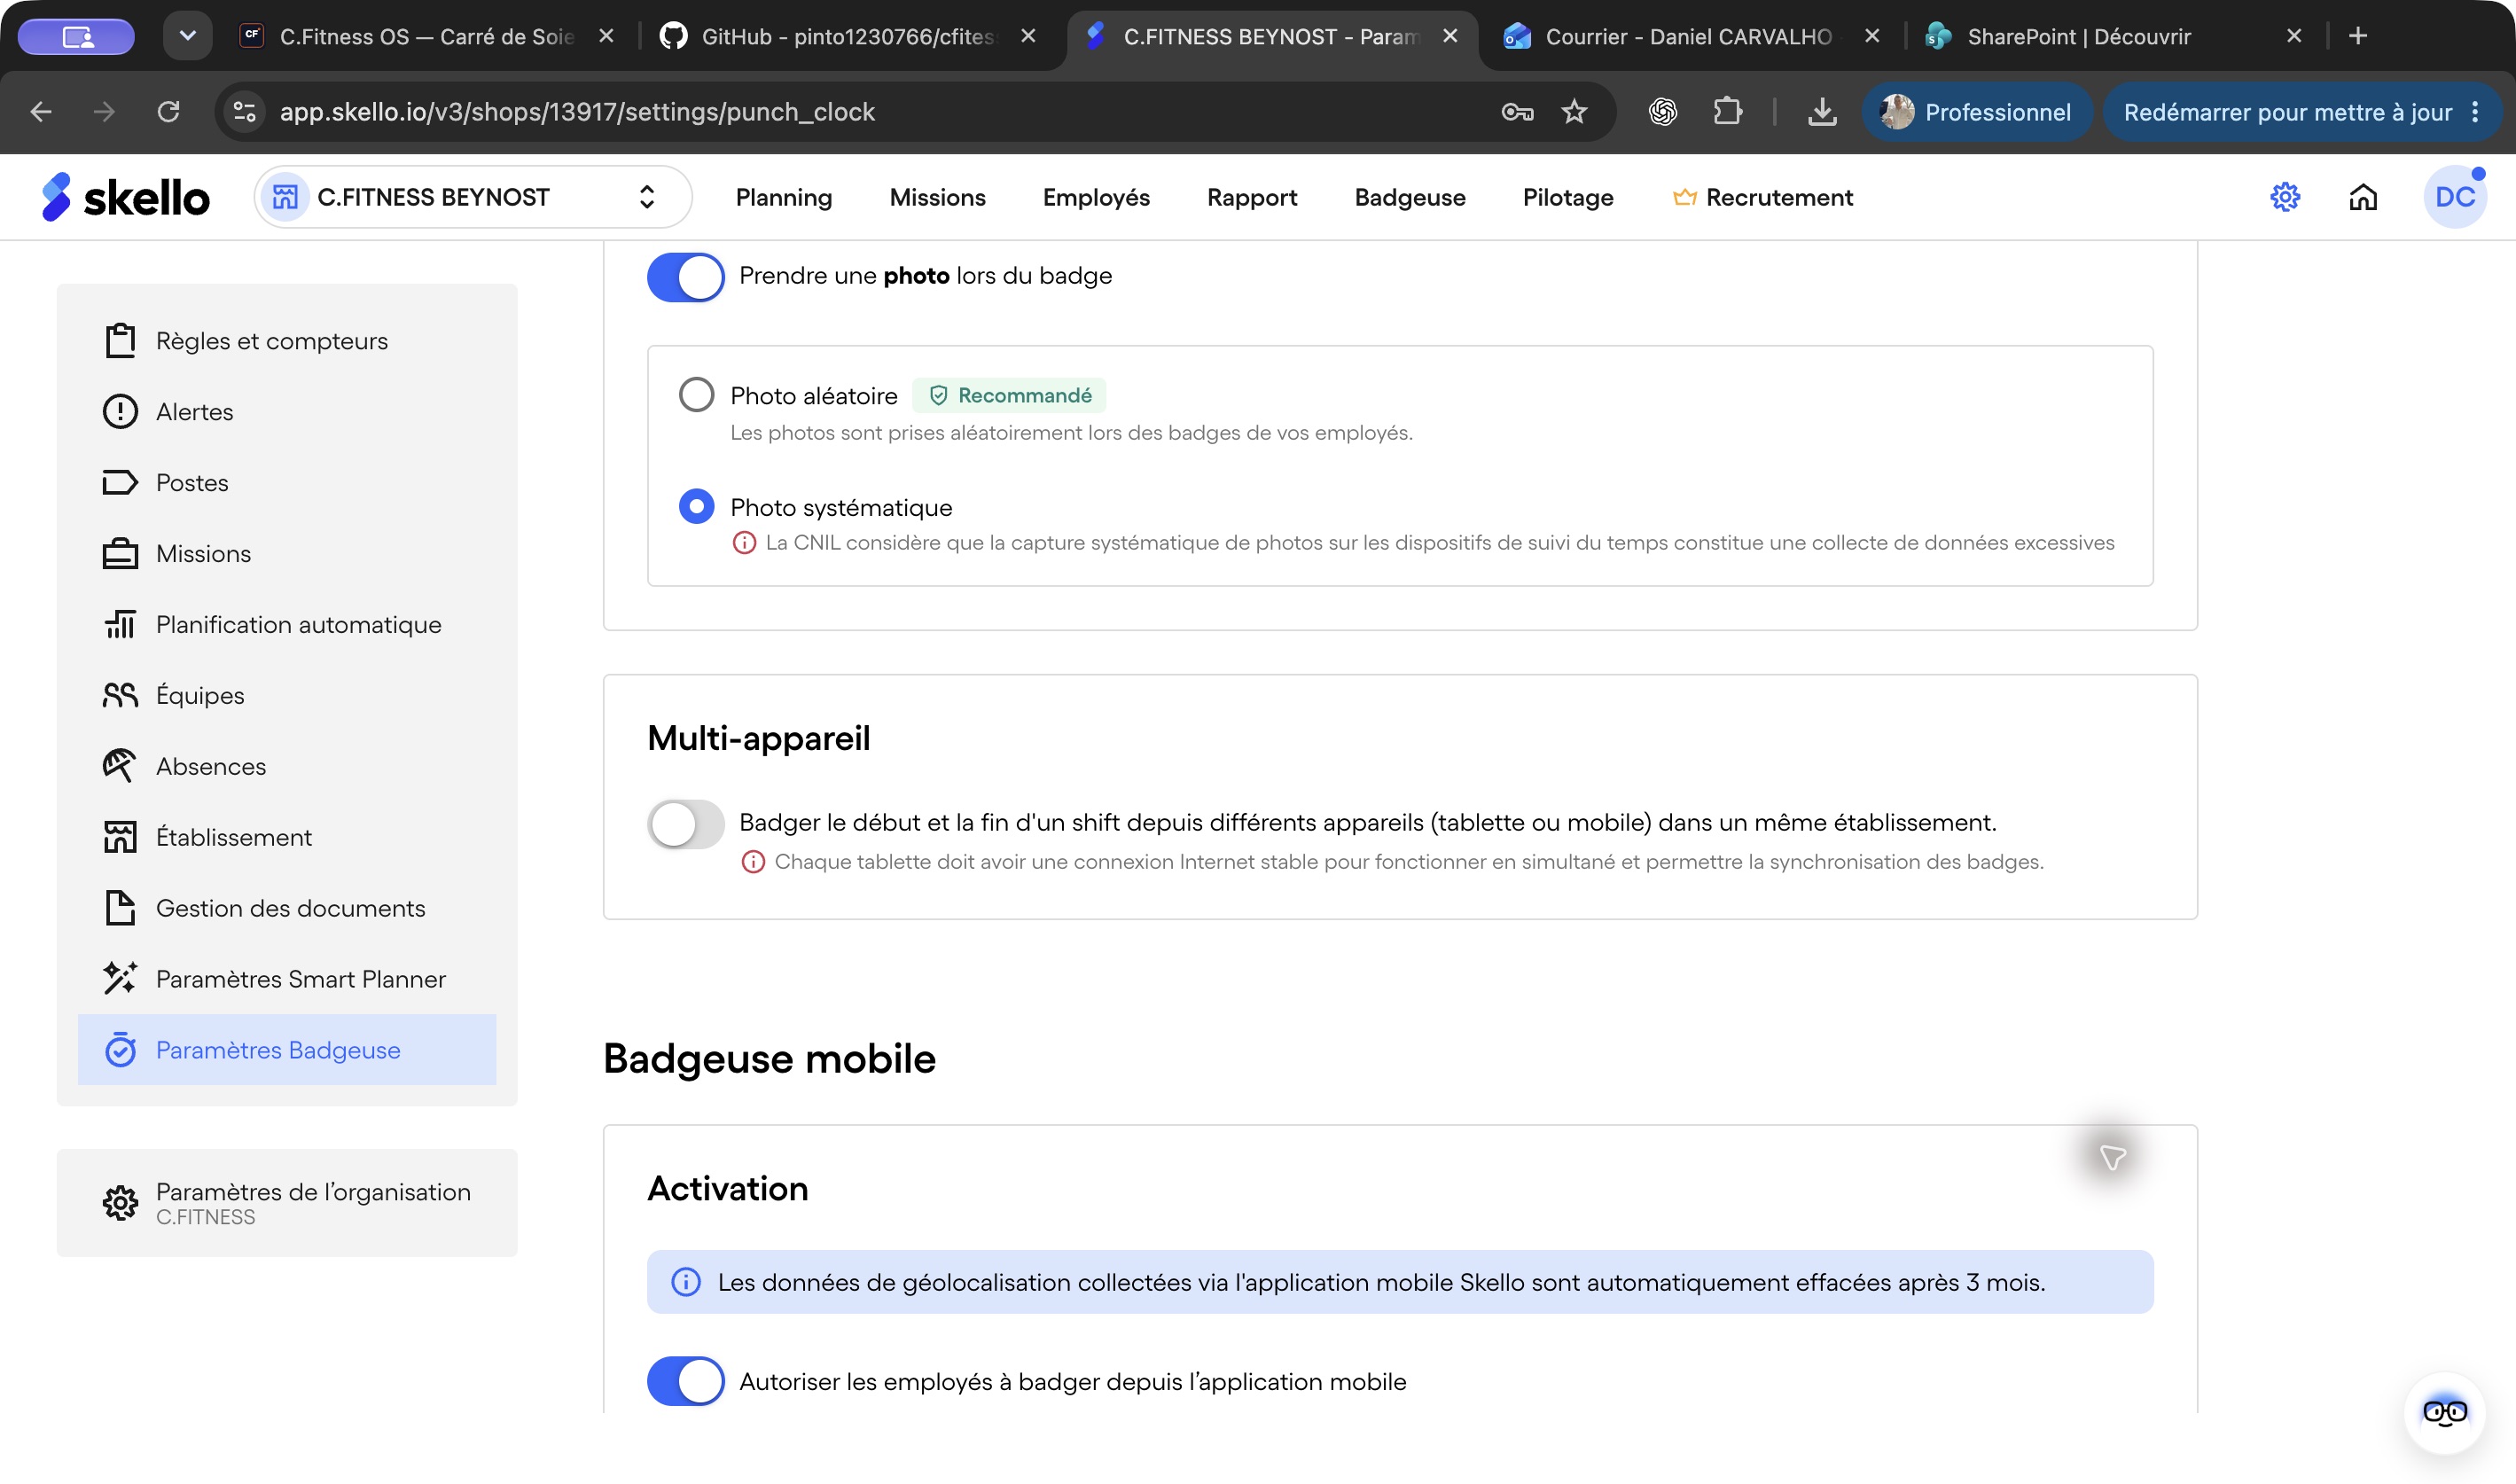 CF
C.Fitness OS — Carré de Soie
GitHub - pinto1230766/cfites
C.FITNESS BEYNOST - Param
Courrier - Daniel CARVALHO
SharePoint | Découvrir
app.skello.io/v3/shops/13917/settings/punch_clock
Professionnel
Redémarrer pour mettre à jour
skello
C.FITNESS BEYNOST
Planning
Missions
Employés
Rapport
Badgeuse
Pilotage
Recrutement
DC
Règles et compteurs
Alertes
Postes
Missions
Planification automatique
Équipes
Absences
Établissement
Gestion des documents
Paramètres Smart Planner
Paramètres Badgeuse
Paramètres de l’organisation
C.FITNESS
Prendre une photo lors du badge
Photo aléatoire
Recommandé
Les photos sont prises aléatoirement lors des badges de vos employés.
Photo systématique
La CNIL considère que la capture systématique de photos sur les dispositifs de suivi du temps constitue une collecte de données excessives
Multi-appareil
Badger le début et la fin d'un shift depuis différents appareils (tablette ou mobile) dans un même établissement.
Chaque tablette doit avoir une connexion Internet stable pour fonctionner en simultané et permettre la synchronisation des badges.
Badgeuse mobile
Activation
Les données de géolocalisation collectées via l'application mobile Skello sont automatiquement effacées après 3 mois.
Autoriser les employés à badger depuis l’application mobile